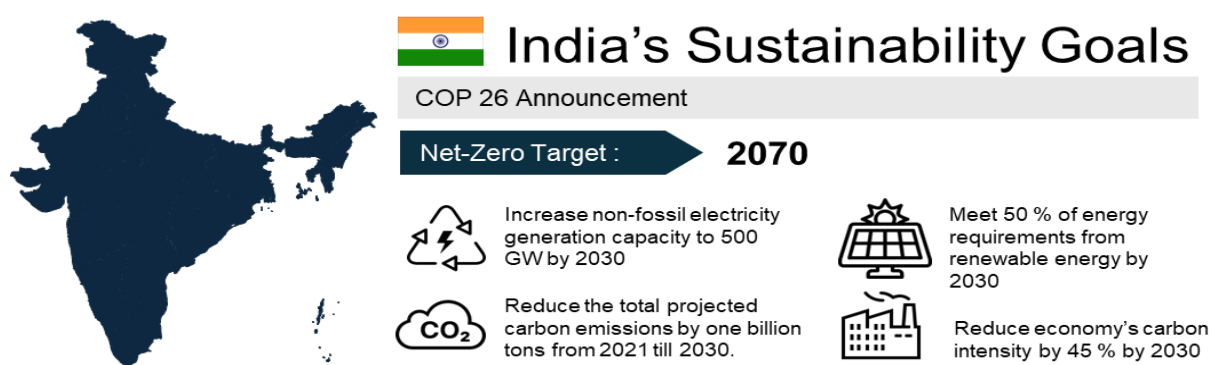 India's Sustainability Goals
COP 26 Announcement
Net-Zero Target :
2070
Increase non-fossil electricity
generation capacity to 500
GW by 2030
Meet 50 % of energy
requirements from
renewable energy by
2030
CO₂
Reduce the total projected
carbon emissions by one billion
tons from 2021 till 2030.
Reduce economy's carbon
intensity by 45 % by 2030